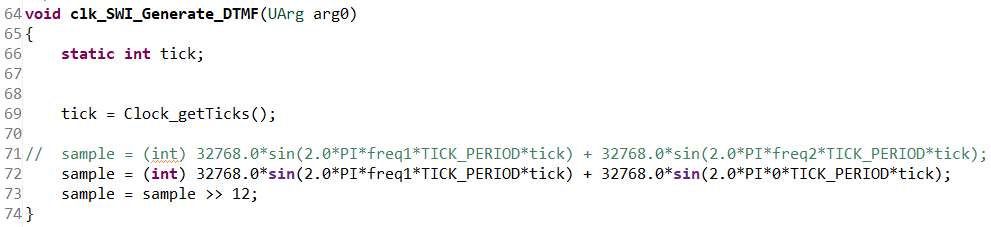 64 void clk_SWI_Generate_DTMF(UArg arg0)
65 {
66     static int tick;
67
68
69     tick = Clock_getTicks();
70
71 //  sample = (int) 32768.0*sin(2.0*PI*freq1*TICK_PERIOD*tick) + 32768.0*sin(2.0*PI*freq2*TICK_PERIOD*tick);
72     sample = (int) 32768.0*sin(2.0*PI*freq1*TICK_PERIOD*tick) + 32768.0*sin(2.0*PI*0*TICK_PERIOD*tick);
73     sample = sample >> 12;
74 }